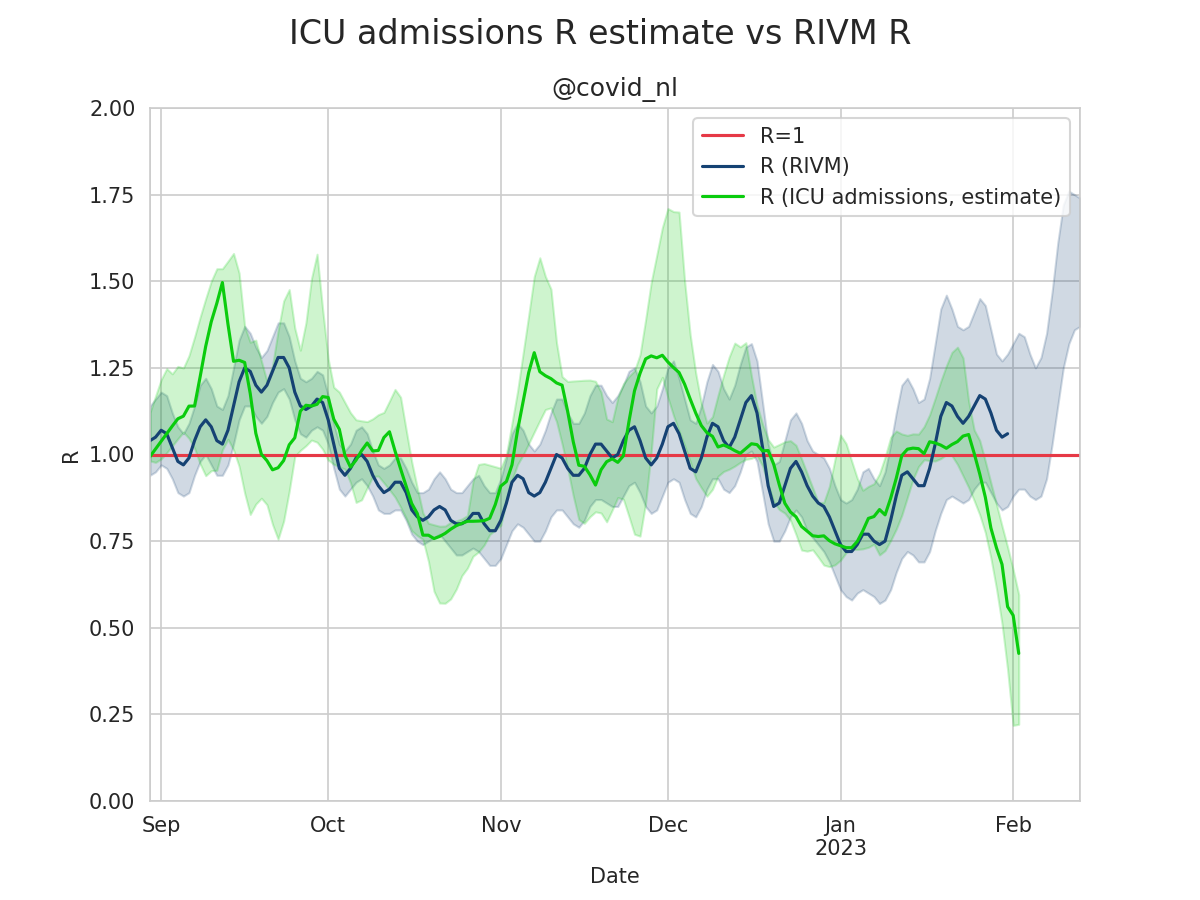 ICU admissions R estimate vs RIVM R
@covid_nl
2.00
1.75
1.50
1.25
1.00
0.75
0.50
0.25
0.00
R
R=1
R (RIVM)
R (ICU admissions, estimate)
Sep Oct Nov Dec Jan Feb
2023
Date